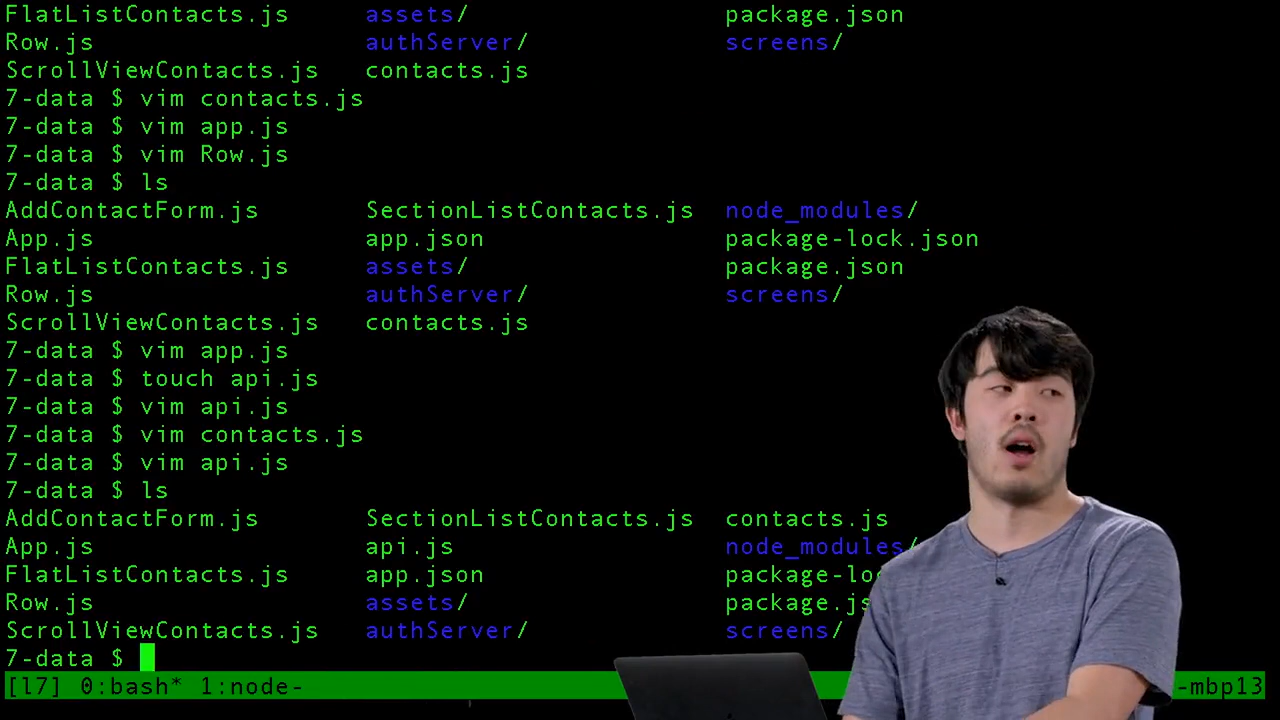 FlatListContacts.js assets/ package.json
Row.js authServer/ screens/
ScrollViewContacts.js contacts.js
7-data $ vim contacts.js
7-data $ vim app.js
7-data $ vim Row.js
7-data $ ls
AddContactForm.js SectionListContacts.js node_modules/
App.js app.json package-lock.json
FlatListContacts.js assets/ package.json
Row.js authServer/ screens/
ScrollViewContacts.js contacts.js
7-data $ vim app.js
7-data $ touch api.js
7-data $ vim api.js
7-data $ vim contacts.js
7-data $ vim api.js
7-data $ ls
AddContactForm.js SectionListContacts.js contacts.js
App.js api.js node_modules/
FlatListContacts.js app.json package-loc
Row.js assets/ package.js
ScrollViewContacts.js authServer/ screens/
7-data $
[l7] 0:bash* 1:node- -mbp13